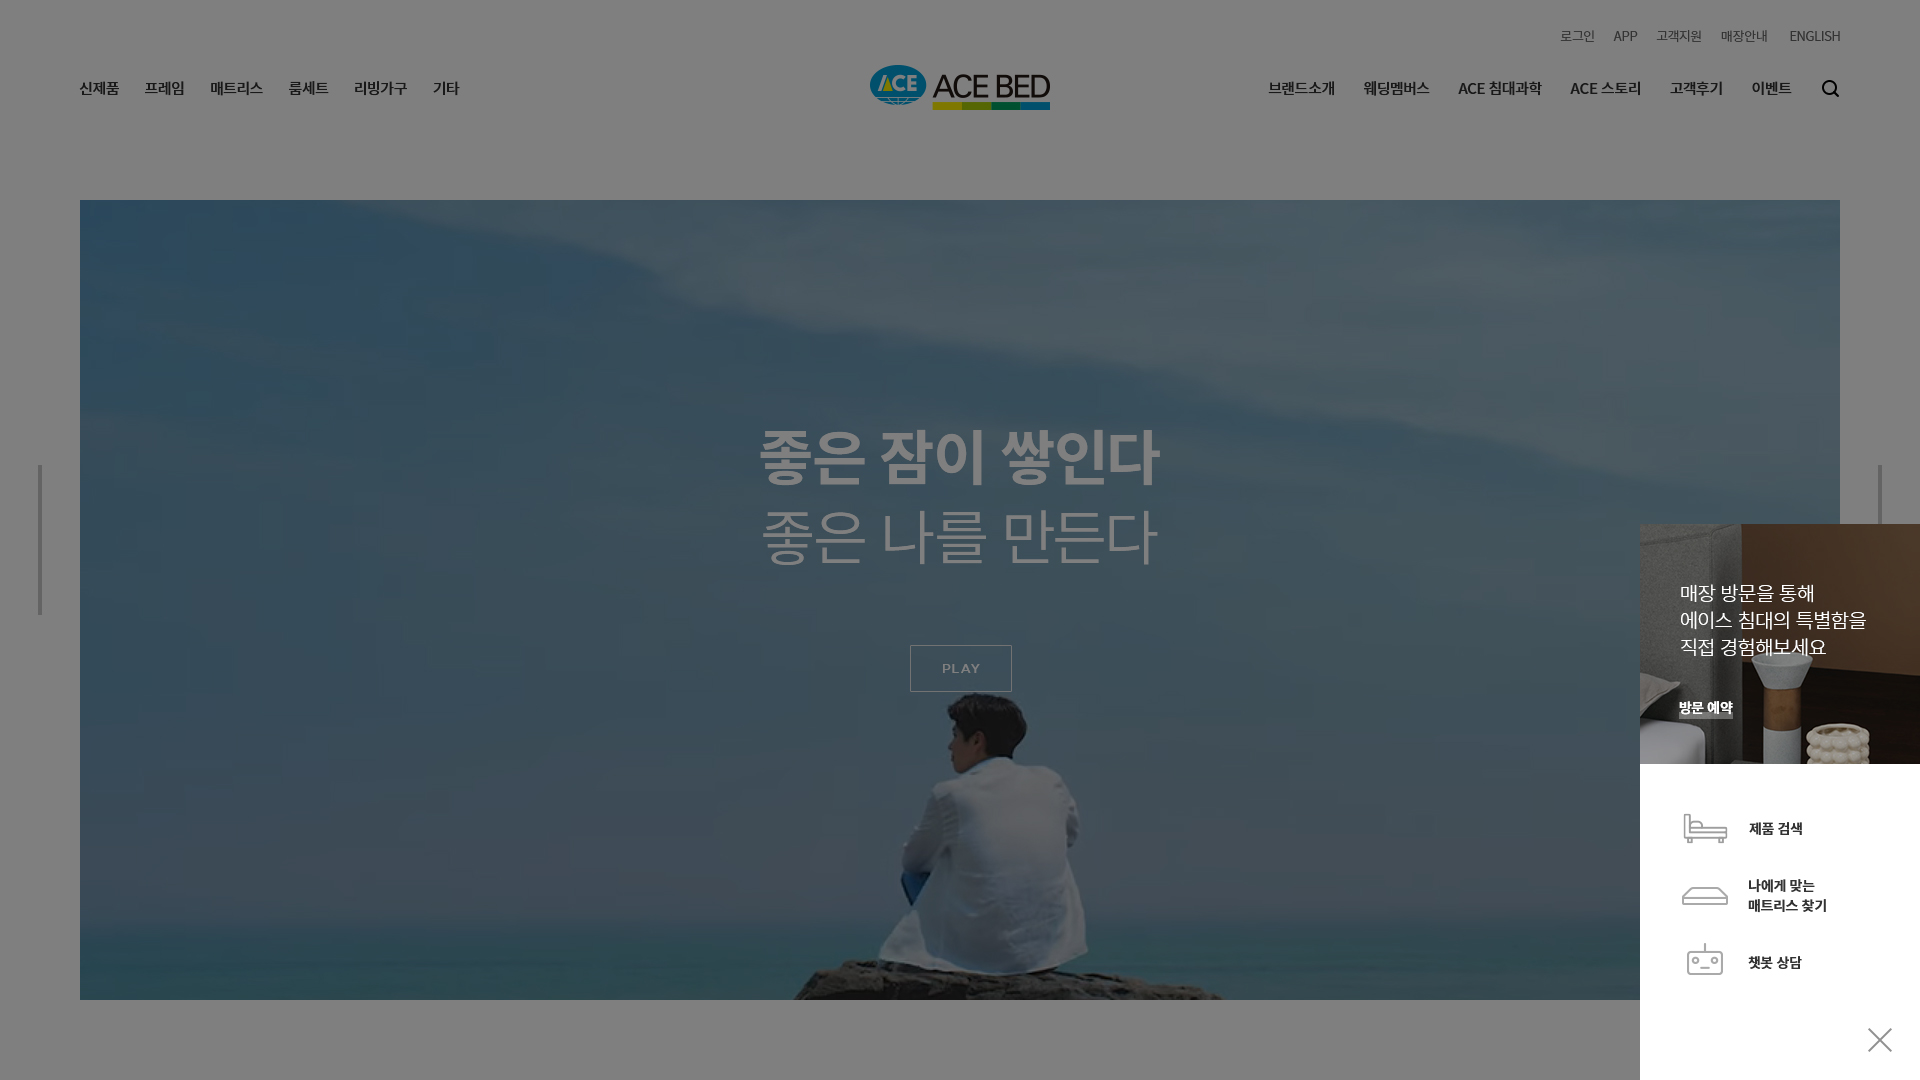 로그인 APP 고객지원 매장안내 ENGLISH
신제품 프레임 매트리스 룸세트 리빙가구 기타
ACE ACE BED
브랜드소개 웨딩멤버스 ACE 침대과학 ACE 스토리 고객후기 이벤트
좋은 잠이 쌓인다
좋은 나를 만든다
PLAY
매장 방문을 통해
에이스 침대의 특별함을
직접 경험해보세요
방문 예약
제품 검색
나에게 맞는
매트리스 찾기
챗봇 상담